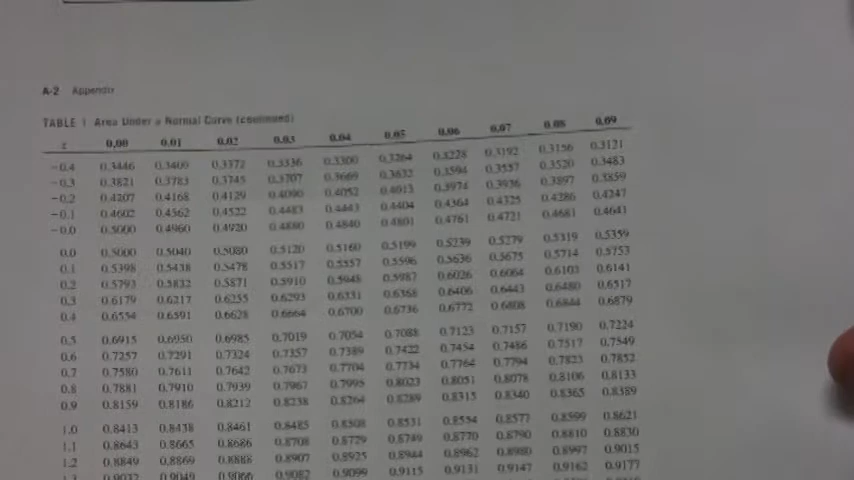 A-2 Appendix
TABLE 1 Area Under a Normal Curve (continued)
z 0.00 0.01 0.02 0.03 0.04 0.05 0.06 0.07 0.08 0.09
−0.4 0.3446 0.3409 0.3372 0.3336 0.3300 0.3264 0.3228 0.3192 0.3156 0.3121
−0.3 0.3821 0.3783 0.3745 0.3707 0.3669 0.3632 0.3594 0.3557 0.3520 0.3483
−0.2 0.4207 0.4168 0.4129 0.4090 0.4052 0.4013 0.3974 0.3936 0.3897 0.3859
−0.1 0.4602 0.4562 0.4522 0.4483 0.4443 0.4404 0.4364 0.4325 0.4286 0.4247
−0.0 0.5000 0.4960 0.4920 0.4880 0.4840 0.4801 0.4761 0.4721 0.4681 0.4641
0.0 0.5000 0.5040 0.5080 0.5120 0.5160 0.5199 0.5239 0.5279 0.5319 0.5359
0.1 0.5398 0.5438 0.5478 0.5517 0.5557 0.5596 0.5636 0.5675 0.5714 0.5753
0.2 0.5793 0.5832 0.5871 0.5910 0.5948 0.5987 0.6026 0.6064 0.6103 0.6141
0.3 0.6179 0.6217 0.6255 0.6293 0.6331 0.6368 0.6406 0.6443 0.6480 0.6517
0.4 0.6554 0.6591 0.6628 0.6664 0.6700 0.6736 0.6772 0.6808 0.6844 0.6879
0.5 0.6915 0.6950 0.6985 0.7019 0.7054 0.7088 0.7123 0.7157 0.7190 0.7224
0.6 0.7257 0.7291 0.7324 0.7357 0.7389 0.7422 0.7454 0.7486 0.7517 0.7549
0.7 0.7580 0.7611 0.7642 0.7673 0.7704 0.7734 0.7764 0.7794 0.7823 0.7852
0.8 0.7881 0.7910 0.7939 0.7967 0.7995 0.8023 0.8051 0.8078 0.8106 0.8133
0.9 0.8159 0.8186 0.8212 0.8238 0.8264 0.8289 0.8315 0.8340 0.8365 0.8389
1.0 0.8413 0.8438 0.8461 0.8485 0.8508 0.8531 0.8554 0.8577 0.8599 0.8621
1.1 0.8643 0.8665 0.8686 0.8708 0.8729 0.8749 0.8770 0.8790 0.8810 0.8830
1.2 0.8849 0.8869 0.8888 0.8907 0.8925 0.8944 0.8962 0.8980 0.8997 0.9015
1.3 0.9032 0.9049 0.9066 0.9082 0.9099 0.9115 0.9131 0.9147 0.9162 0.9177